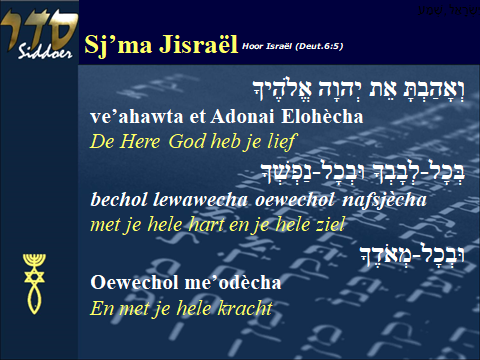 סדר
Siddoer
Sj’ma Jisraël Hoor Israël (Deut.6:5)
וְאָהַבְתָּ אֵת יְהוָה אֱלֹהֶיךָ
ve’ahawta et Adonai Elohècha
De Here God heb je lief
בְּכָל-לְבָבְךָ וּבְכָל-נַפְשְׁךָ
bechol lewawecha oewechol nafsjècha
met je hele hart en je hele ziel
וּבְכָל-מְאֹדֶךָ
Oewechol me’odècha
En met je hele kracht